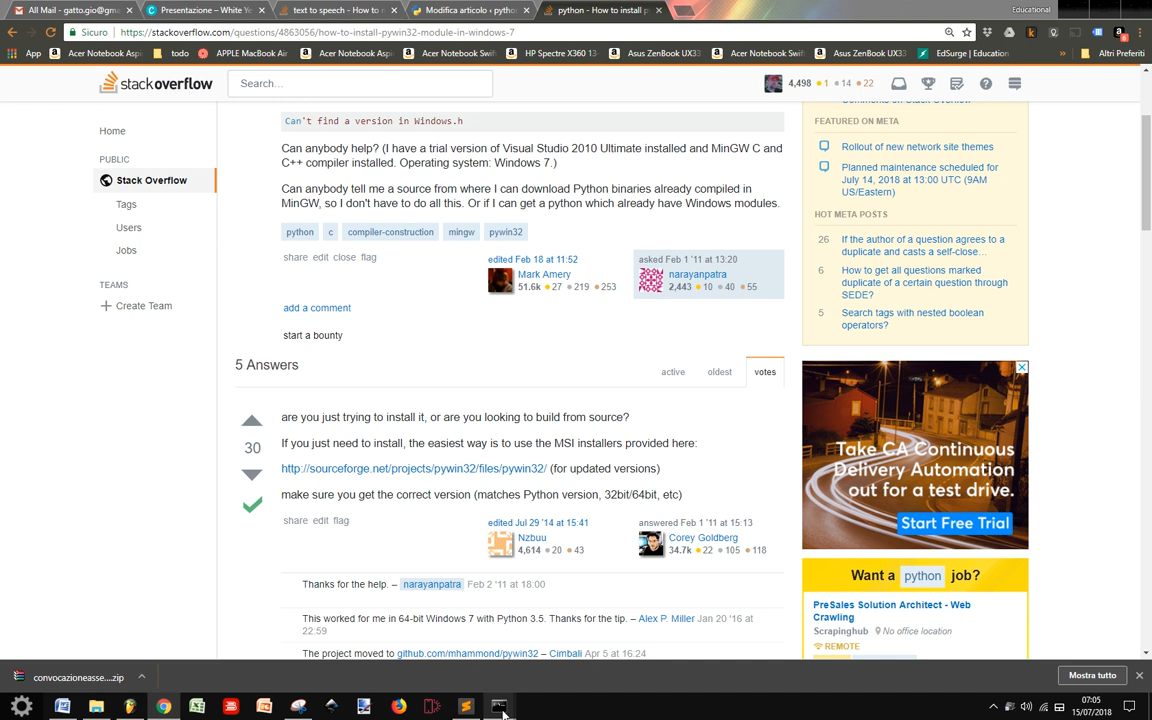 All Mail - gatto.gio@gm
Presentazione – White Y
text to speech - How to r
Modifica articolo ‹ pytho
python - How to install p
Educational
Sicuro
https://stackoverflow.com/questions/4863056/how-to-install-pywin32-module-in-windows-7
App
Acer Notebook Aspi
todo
APPLE MacBook Air
Acer Notebook Aspi
Acer Notebook Swif
HP Spectre X360 13
Asus ZenBook UX33
Acer Notebook Swif
Asus ZenBook UX33
EdSurge | Education
»
Altri Preferiti
stackoverflow
Search...
4,498 1 14 22
Home
PUBLIC
Stack Overflow
Tags
Users
Jobs
TEAMS
Create Team
Can't find a version in Windows.h
Can anybody help? (I have a trial version of Visual Studio 2010 Ultimate installed and MinGW C and
C++ compiler installed. Operating system: Windows 7.)
Can anybody tell me a source from where I can download Python binaries already compiled in
MinGW, so I don't have to do all this. Or if I can get a python which already have Windows modules.
python c compiler-construction mingw pywin32
share edit close flag
edited Feb 18 at 11:52
Mark Amery
51.6k 27 219 253
asked Feb 1 '11 at 13:20
narayanpatra
2,443 10 40 55
add a comment
start a bounty
5 Answers
active oldest votes
30
are you just trying to install it, or are you looking to build from source?
If you just need to install, the easiest way is to use the MSI installers provided here:
http://sourceforge.net/projects/pywin32/files/pywin32/ (for updated versions)
make sure you get the correct version (matches Python version, 32bit/64bit, etc)
share edit flag
edited Jul 29 '14 at 15:41
Nzbuu
4,614 20 43
answered Feb 1 '11 at 15:13
Corey Goldberg
34.7k 22 105 118
Thanks for the help. – narayanpatra Feb 2 '11 at 18:00
This worked for me in 64-bit Windows 7 with Python 3.5. Thanks for the tip. – Alex P. Miller Jan 20 '16 at
22:59
The project moved to github.com/mhammond/pywin32 – Cimbali Apr 5 at 16:24
FEATURED ON META
Rollout of new network site themes
Planned maintenance scheduled for
July 14, 2018 at 13:00 UTC (9AM
US/Eastern)
HOT META POSTS
26 If the author of a question agrees to a
duplicate and casts a self-close…
6 How to get all questions marked
duplicate of a certain question through
SEDE?
5 Search tags with nested boolean
operators?
Take CA Continuous
Delivery Automation
out for a test drive.
Start Free Trial
Want a python job?
PreSales Solution Architect - Web
Crawling
Scrapinghub No office location
REMOTE
convocazioneasse....zip
Mostra tutto
07:05
15/07/2018